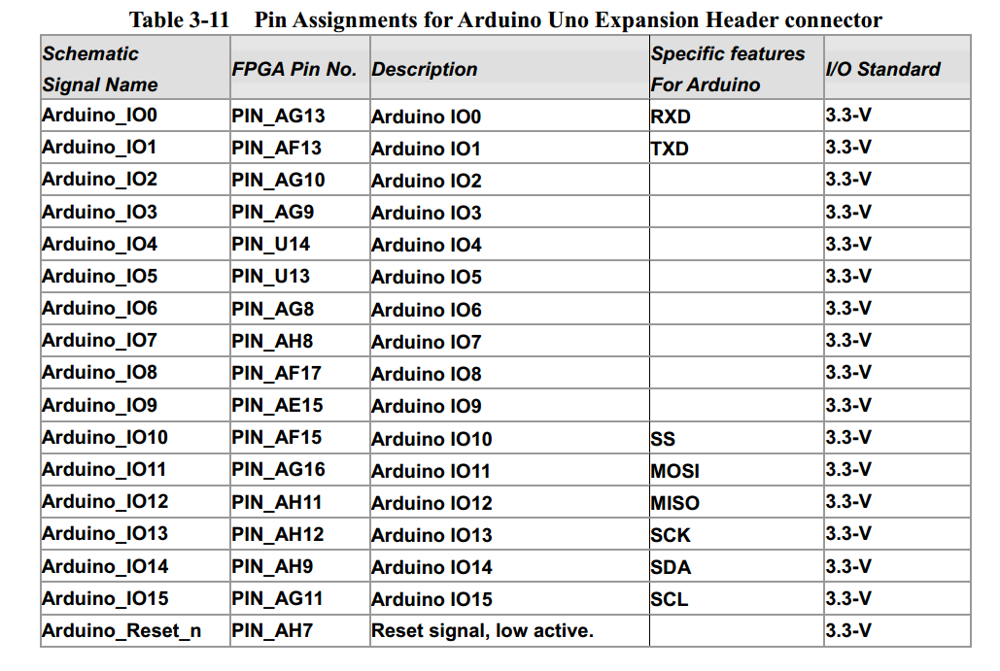 Table 3-11 Pin Assignments for Arduino Uno Expansion Header connector
Schematic Signal Name FPGA Pin No. Description Specific features For Arduino I/O Standard
Arduino_IO0 PIN_AG13 Arduino IO0 RXD 3.3-V
Arduino_IO1 PIN_AF13 Arduino IO1 TXD 3.3-V
Arduino_IO2 PIN_AG10 Arduino IO2 3.3-V
Arduino_IO3 PIN_AG9 Arduino IO3 3.3-V
Arduino_IO4 PIN_U14 Arduino IO4 3.3-V
Arduino_IO5 PIN_U13 Arduino IO5 3.3-V
Arduino_IO6 PIN_AG8 Arduino IO6 3.3-V
Arduino_IO7 PIN_AH8 Arduino IO7 3.3-V
Arduino_IO8 PIN_AF17 Arduino IO8 3.3-V
Arduino_IO9 PIN_AE15 Arduino IO9 3.3-V
Arduino_IO10 PIN_AF15 Arduino IO10 SS 3.3-V
Arduino_IO11 PIN_AG16 Arduino IO11 MOSI 3.3-V
Arduino_IO12 PIN_AH11 Arduino IO12 MISO 3.3-V
Arduino_IO13 PIN_AH12 Arduino IO13 SCK 3.3-V
Arduino_IO14 PIN_AH9 Arduino IO14 SDA 3.3-V
Arduino_IO15 PIN_AG11 Arduino IO15 SCL 3.3-V
Arduino_Reset_n PIN_AH7 Reset signal, low active. 3.3-V